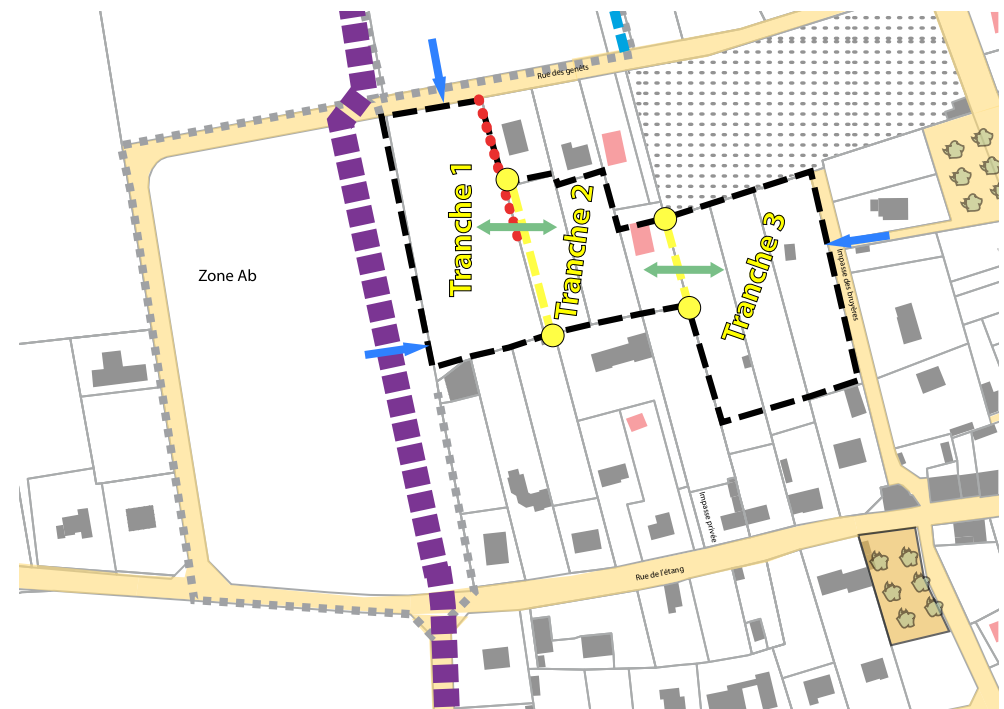 Rue des genêts
Tranche 1
Tranche 2
Tranche 3
Zone Ab
Impasse des bruyères
Impasse privée
Rue de l'étang